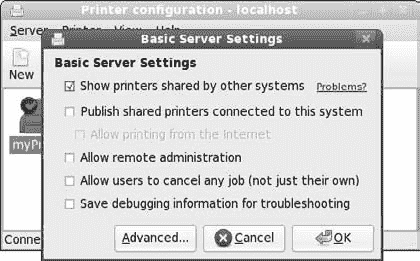 Printer configuration - localhost
Server Printer View Help
Basic Server Settings
New
Basic Server Settings
Show printers shared by other systems Problems?
Publish shared printers connected to this system
Allow printing from the Internet
myPr
Allow remote administration
Allow users to cancel any job (not just their own)
Save debugging information for troubleshooting
Conne
Advanced... Cancel OK